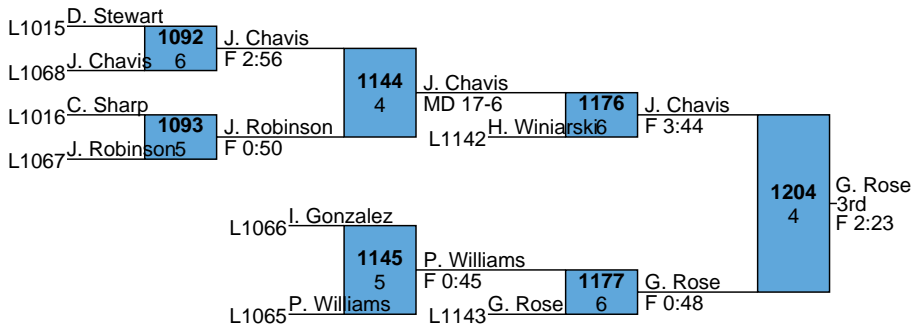 D. Stewart
L1015
1092
6
J. Chavis
L1068
J. Chavis
F 2:56
C. Sharp
L1016
1093
5
J. Robinson
L1067
J. Robinson
F 0:50
1144
4
J. Chavis
MD 17-6
L1142
H. Winiarski
1176
6
J. Chavis
F 3:44
I. Gonzalez
L1066
1145
5
P. Williams
L1065
P. Williams
F 0:45
L1143
G. Rose
1177
6
G. Rose
F 0:48
1204
4
G. Rose
3rd
F 2:23